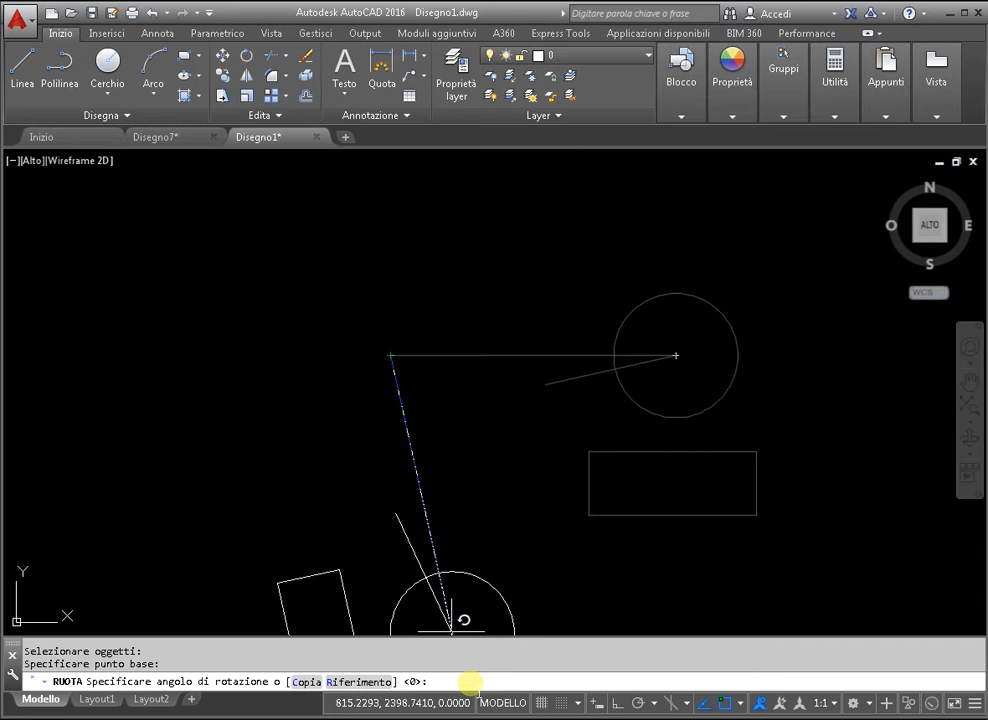 Autodesk AutoCAD 2016 Disegno1.dwg
Digitare parola chiave o frase
Accedi
Inizio Inserisci Annota Parametrico Vista Gestisci Output Moduli aggiuntivi A360 Express Tools Applicazioni disponibili BIM 360 Performance
0
Linea Polilinea Cerchio Arco Testo Quota Proprietà layer Blocco Proprietà Gruppi Utilità Appunti Vista
Disegna Edita Annotazione Layer
Inizio Disegno7* Disegno1*
[−]|Alto|[Wireframe 2D]
N
O ALTO E
S
WCS
Y
X
Selezionare oggetti:
Specificare punto base:
RUOTA Specificare angolo di rotazione o [Copia Riferimento] <0>:
Modello Layout1 Layout2 815.2293, 2398.7410, 0.0000 MODELLO 1:1